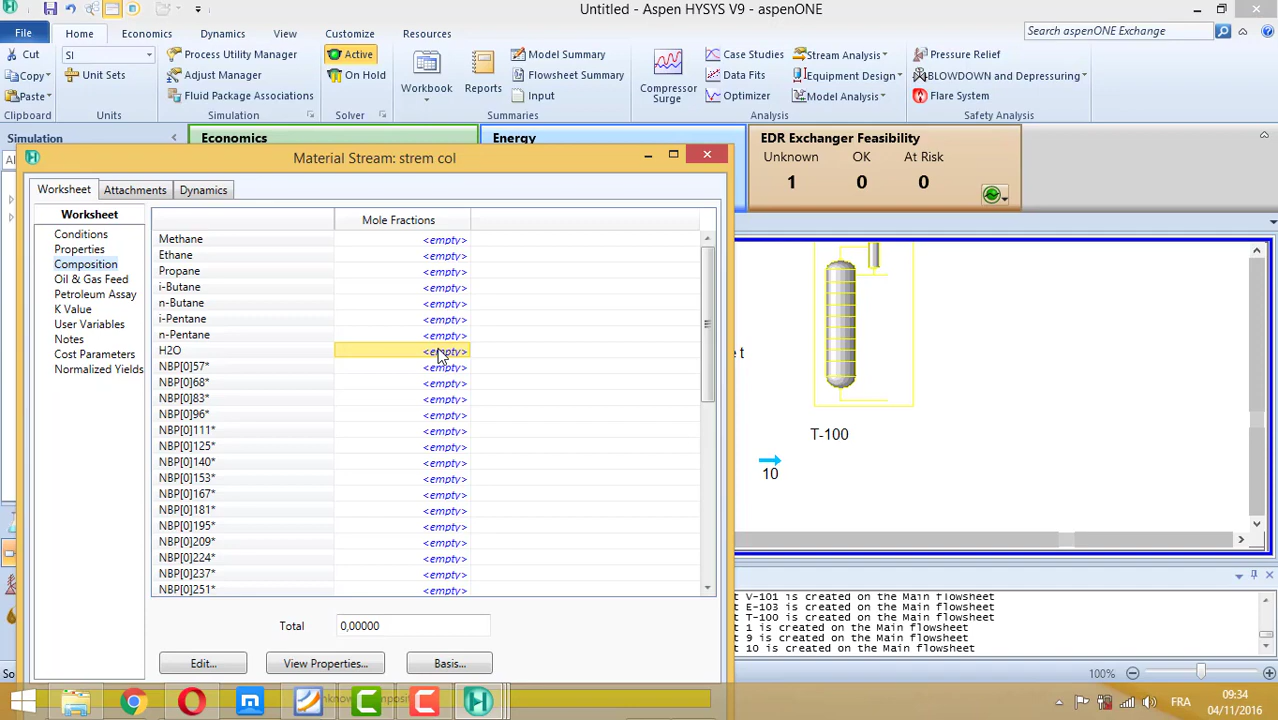 Untitled - Aspen HYSYS V9 - aspenONE
File Home Economics Dynamics View Customize Resources
Search aspenONE Exchange
Cut
Copy
Paste
Clipboard
SI
Unit Sets
Units
Process Utility Manager
Adjust Manager
Fluid Package Associations
Simulation
Active
On Hold
Solver
Workbook
Reports
Model Summary
Flowsheet Summary
Input
Summaries
Compressor
Surge
Case Studies
Data Fits
Optimizer
Stream Analysis
Equipment Design
Model Analysis
Analysis
Pressure Relief
BLOWDOWN and Depressuring
Flare System
Safety Analysis
Simulation
Economics
Energy
EDR Exchanger Feasibility
Unknown OK At Risk
1 0 0
Material Stream: strem col
Worksheet Attachments Dynamics
Worksheet
Conditions
Properties
Composition
Oil & Gas Feed
Petroleum Assay
K Value
User Variables
Notes
Cost Parameters
Normalized Yields
Mole Fractions
Methane <empty>
Ethane <empty>
Propane <empty>
i-Butane <empty>
n-Butane <empty>
i-Pentane <empty>
n-Pentane <empty>
H2O <empty>
NBP[0]57* <empty>
NBP[0]68* <empty>
NBP[0]83* <empty>
NBP[0]96* <empty>
NBP[0]111* <empty>
NBP[0]125* <empty>
NBP[0]140* <empty>
NBP[0]153* <empty>
NBP[0]167* <empty>
NBP[0]181* <empty>
NBP[0]195* <empty>
NBP[0]209* <empty>
NBP[0]224* <empty>
NBP[0]237* <empty>
NBP[0]251* <empty>
Total 0,00000
Edit... View Properties... Basis...
T-100
10
t V-101 is created on the Main flowsheet
t E-103 is created on the Main flowsheet
t T-100 is created on the Main flowsheet
t 1 is created on the Main flowsheet
t 9 is created on the Main flowsheet
t 10 is created on the Main flowsheet
100%
So
FRA
09:34
04/11/2016